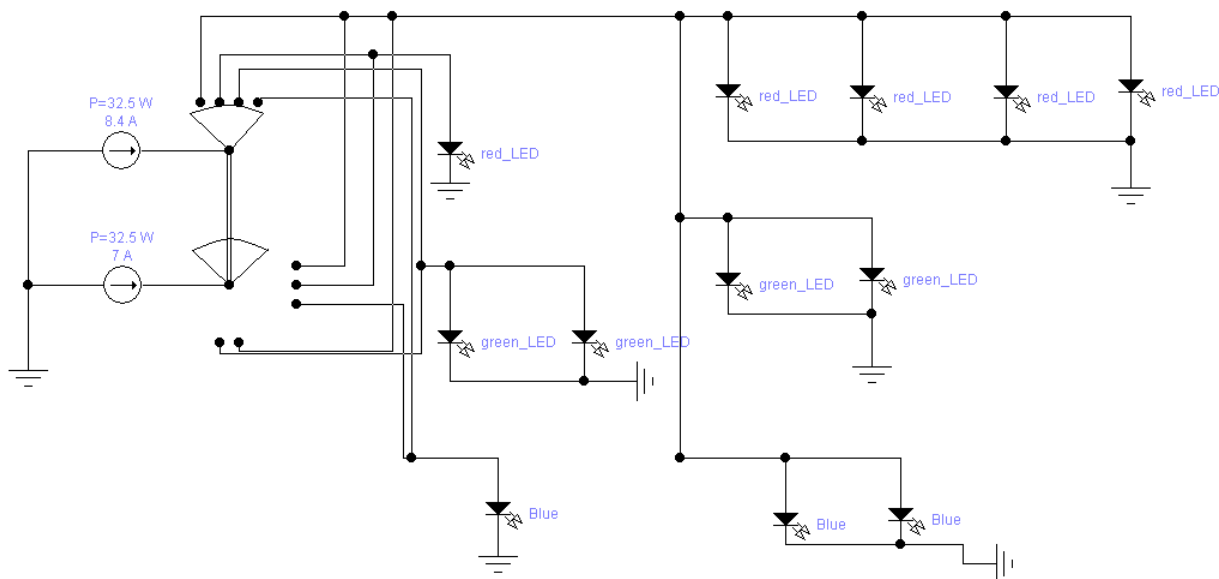 P=32.5 W
8.4 A
P=32.5 W
7 A
red_LED
red_LED
red_LED
red_LED
red_LED
green_LED
green_LED
green_LED
green_LED
Blue
Blue
Blue